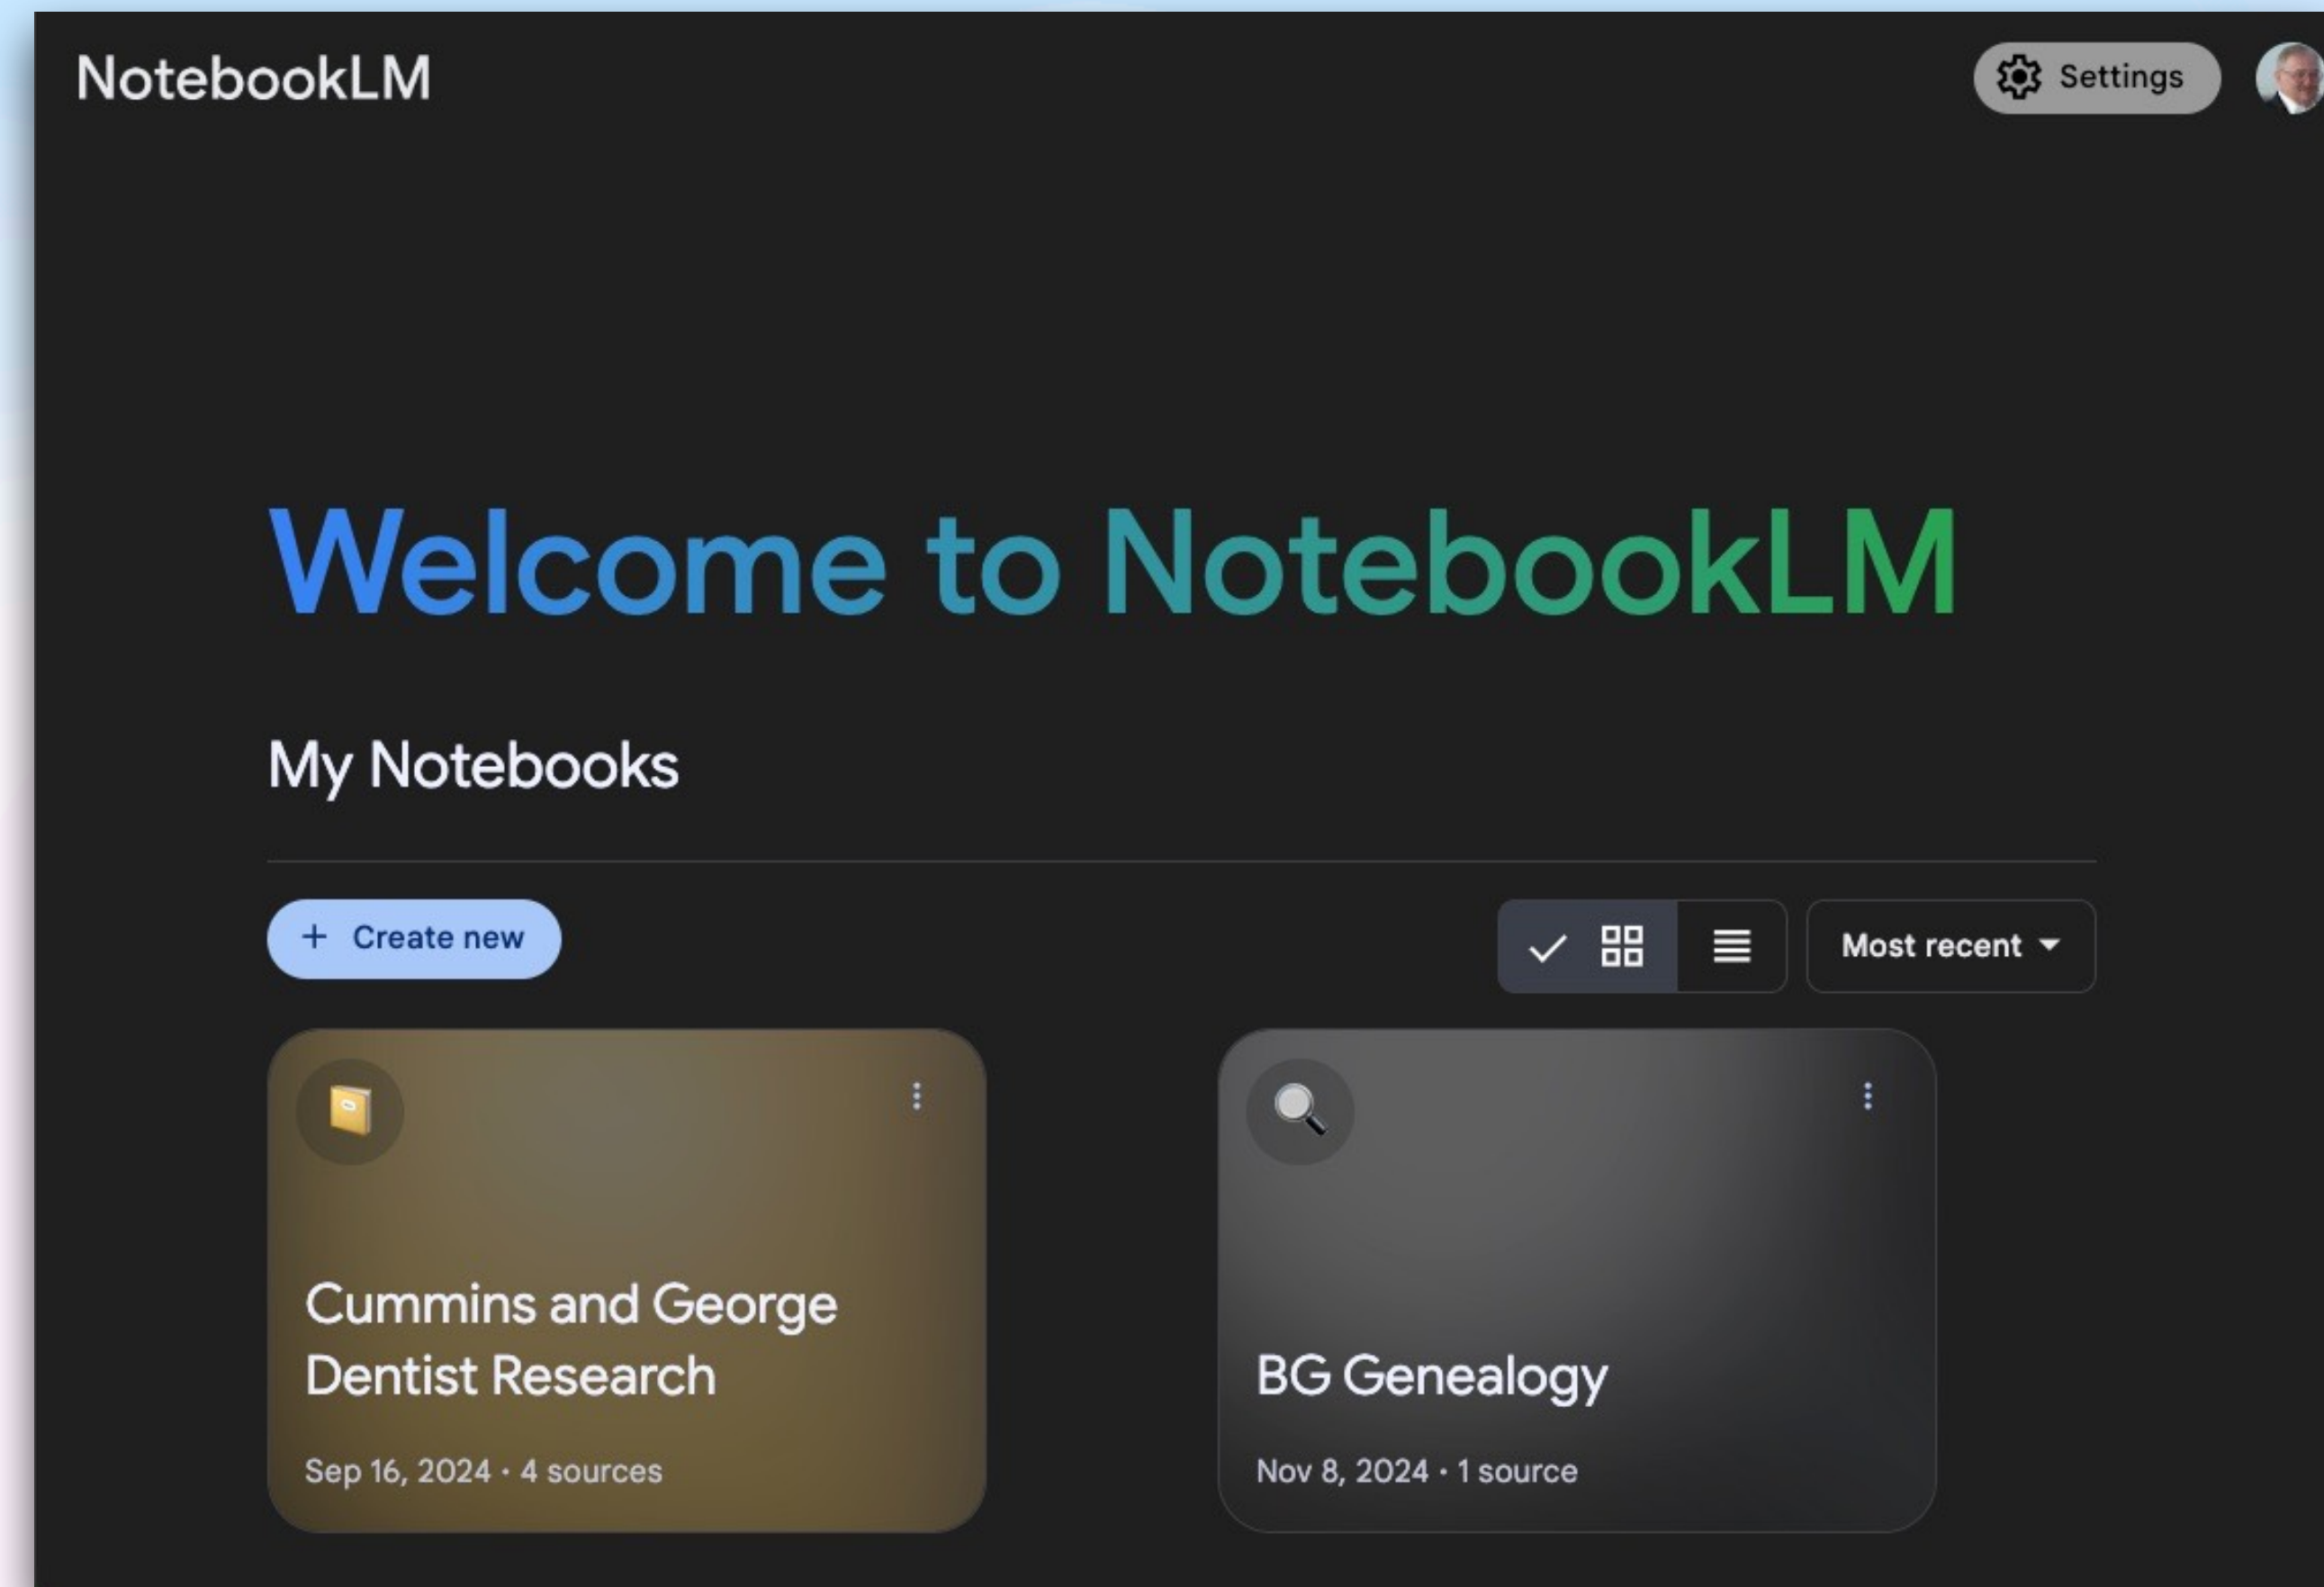 NotebookLM
Settings
Welcome to NotebookLM
My Notebooks
+ Create new
Most recent
Cummins and George
Dentist Research
Sep 16, 2024 • 4 sources
BG Genealogy
Nov 8, 2024 • 1 source